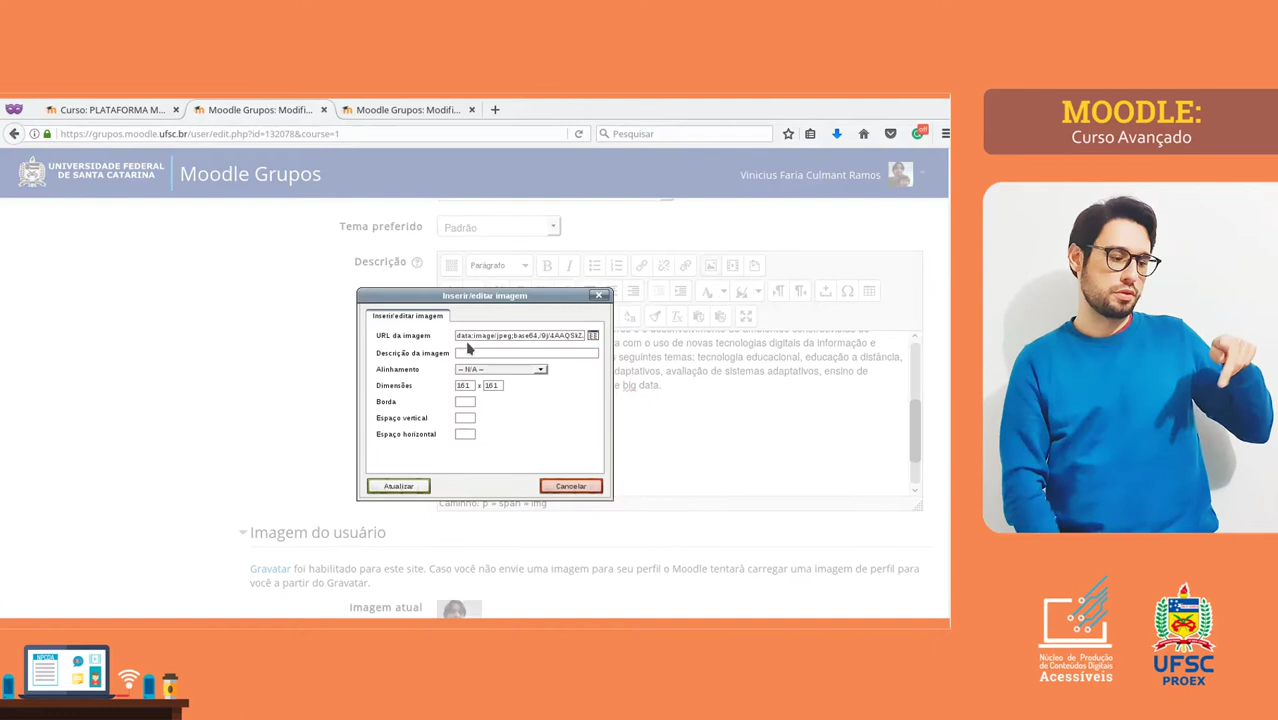 Curso: PLATAFORMA M...
Moodle Grupos: Modifi...
Moodle Grupos: Modifi...
https://grupos.moodle.ufsc.br/user/edit.php?id=132078&course=1
Pesquisar
off
UNIVERSIDADE FEDERAL
DE SANTA CATARINA
Moodle Grupos
Vinicius Faria Culmant Ramos
Tema preferido
Padrão
Descrição
Parágrafo
Inserir/editar imagem
Inserir/editar imagem
URL da imagem
data:image/jpeg;base64,/9j/4AAQSkZ
Descrição da imagem
Alinhamento
-- N/A --
Dimensões
161 x 161
Borda
Espaço vertical
Espaço horizontal
Atualizar
Cancelar
com o uso de novas tecnologias digitais da informação e
seguintes temas: tecnologia educacional, educação a distância,
adaptativos, avaliação de sistemas adaptativos, ensino de
e big data.
Caminho: p » span » img
Imagem do usuário
Gravatar foi habilitado para este site. Caso você não envie uma imagem para seu perfil o Moodle tentará carregar uma imagem de perfil para
você a partir do Gravatar.
Imagem atual
MOODLE:
Curso Avançado
Núcleo de Produção
de Conteúdos Digitais
Acessíveis
UFSC
PROEX